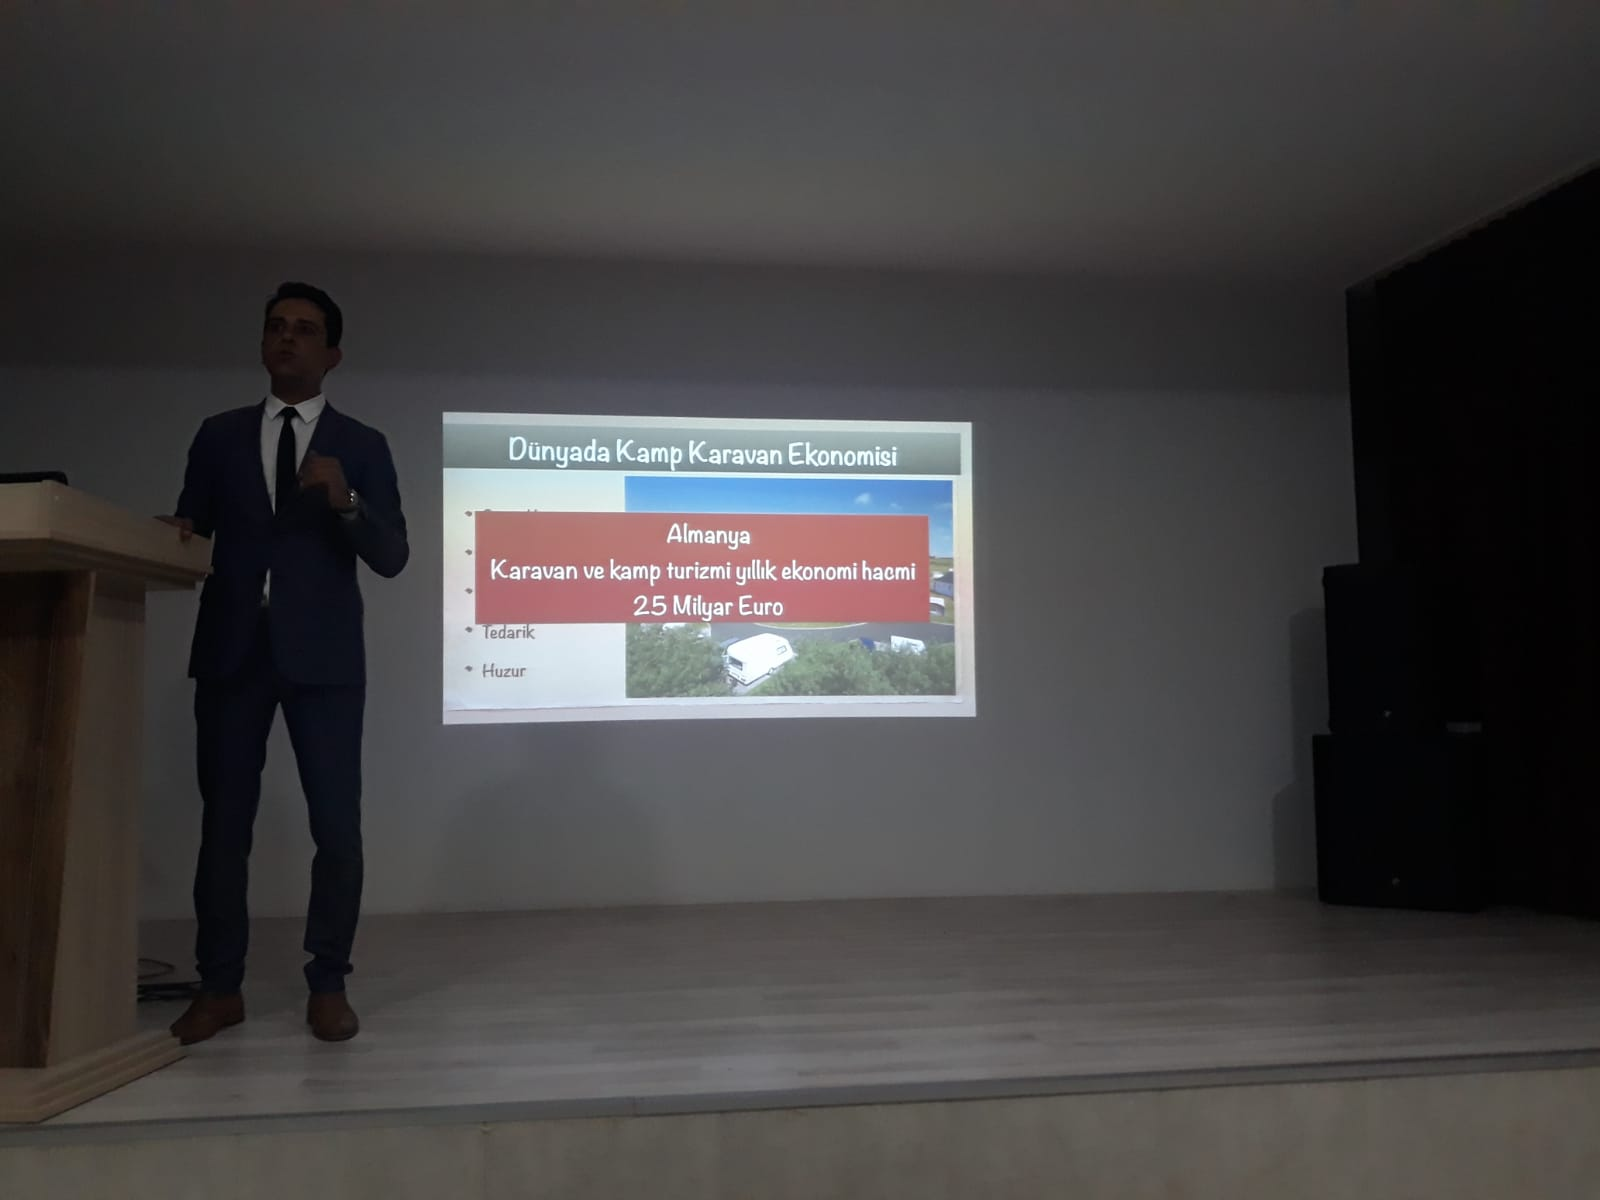 Dünyada Kamp Karavan Ekonomisi
Almanya
Karavan ve kamp turizmi yıllık ekonomi hacmi
25 Milyar Euro
Tedarik
Huzur